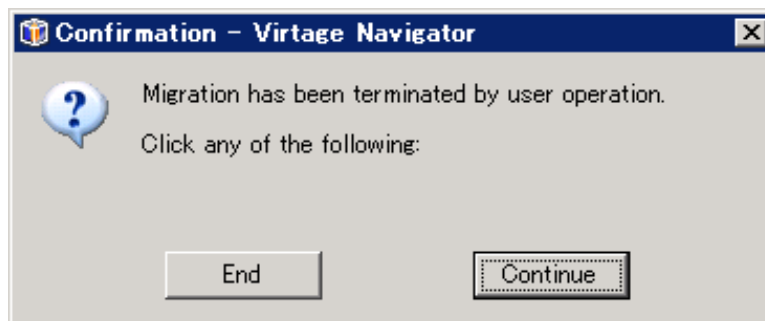 Confirmation - Virtage Navigator
Migration has been terminated by user operation.
Click any of the following:
End Continue